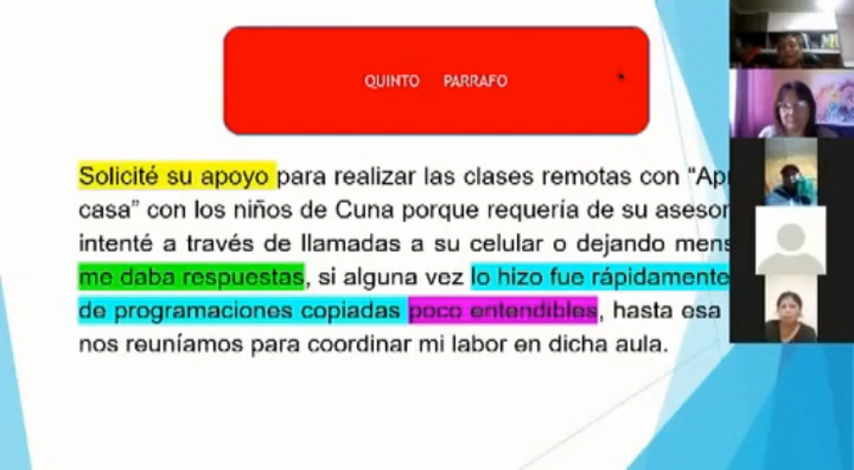 QUINTO PARRAFO
Solicité su apoyo para realizar las clases remotas con “Ap
casa” con los niños de Cuna porque requería de su aseso
intenté a través de llamadas a su celular o dejando mens
me daba respuestas, si alguna vez lo hizo fue rápidamente
de programaciones copiadas poco entendibles, hasta esa
nos reuníamos para coordinar mi labor en dicha aula.